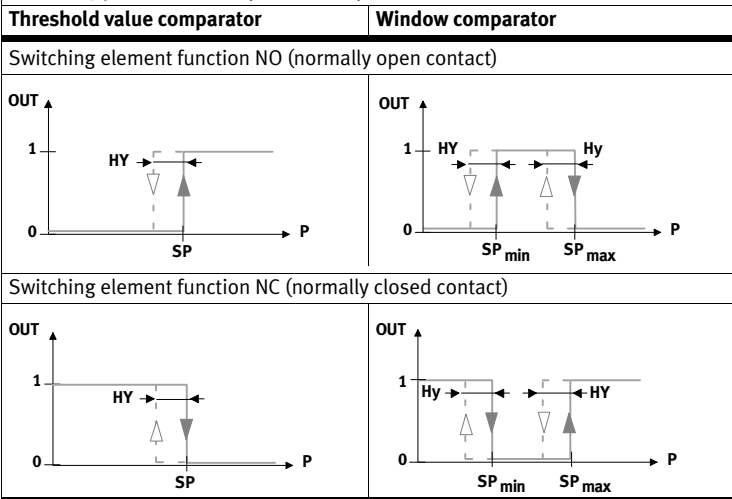 Threshold value comparator
Window comparator
Switching element function NO (normally open contact)
OUT
1
HY
0
SP
P
OUT
1
HY
Hy
0
SP min
SP max
P
Switching element function NC (normally closed contact)
OUT
1
HY
0
SP
P
OUT
1
Hy
HY
0
SP min
SP max
P